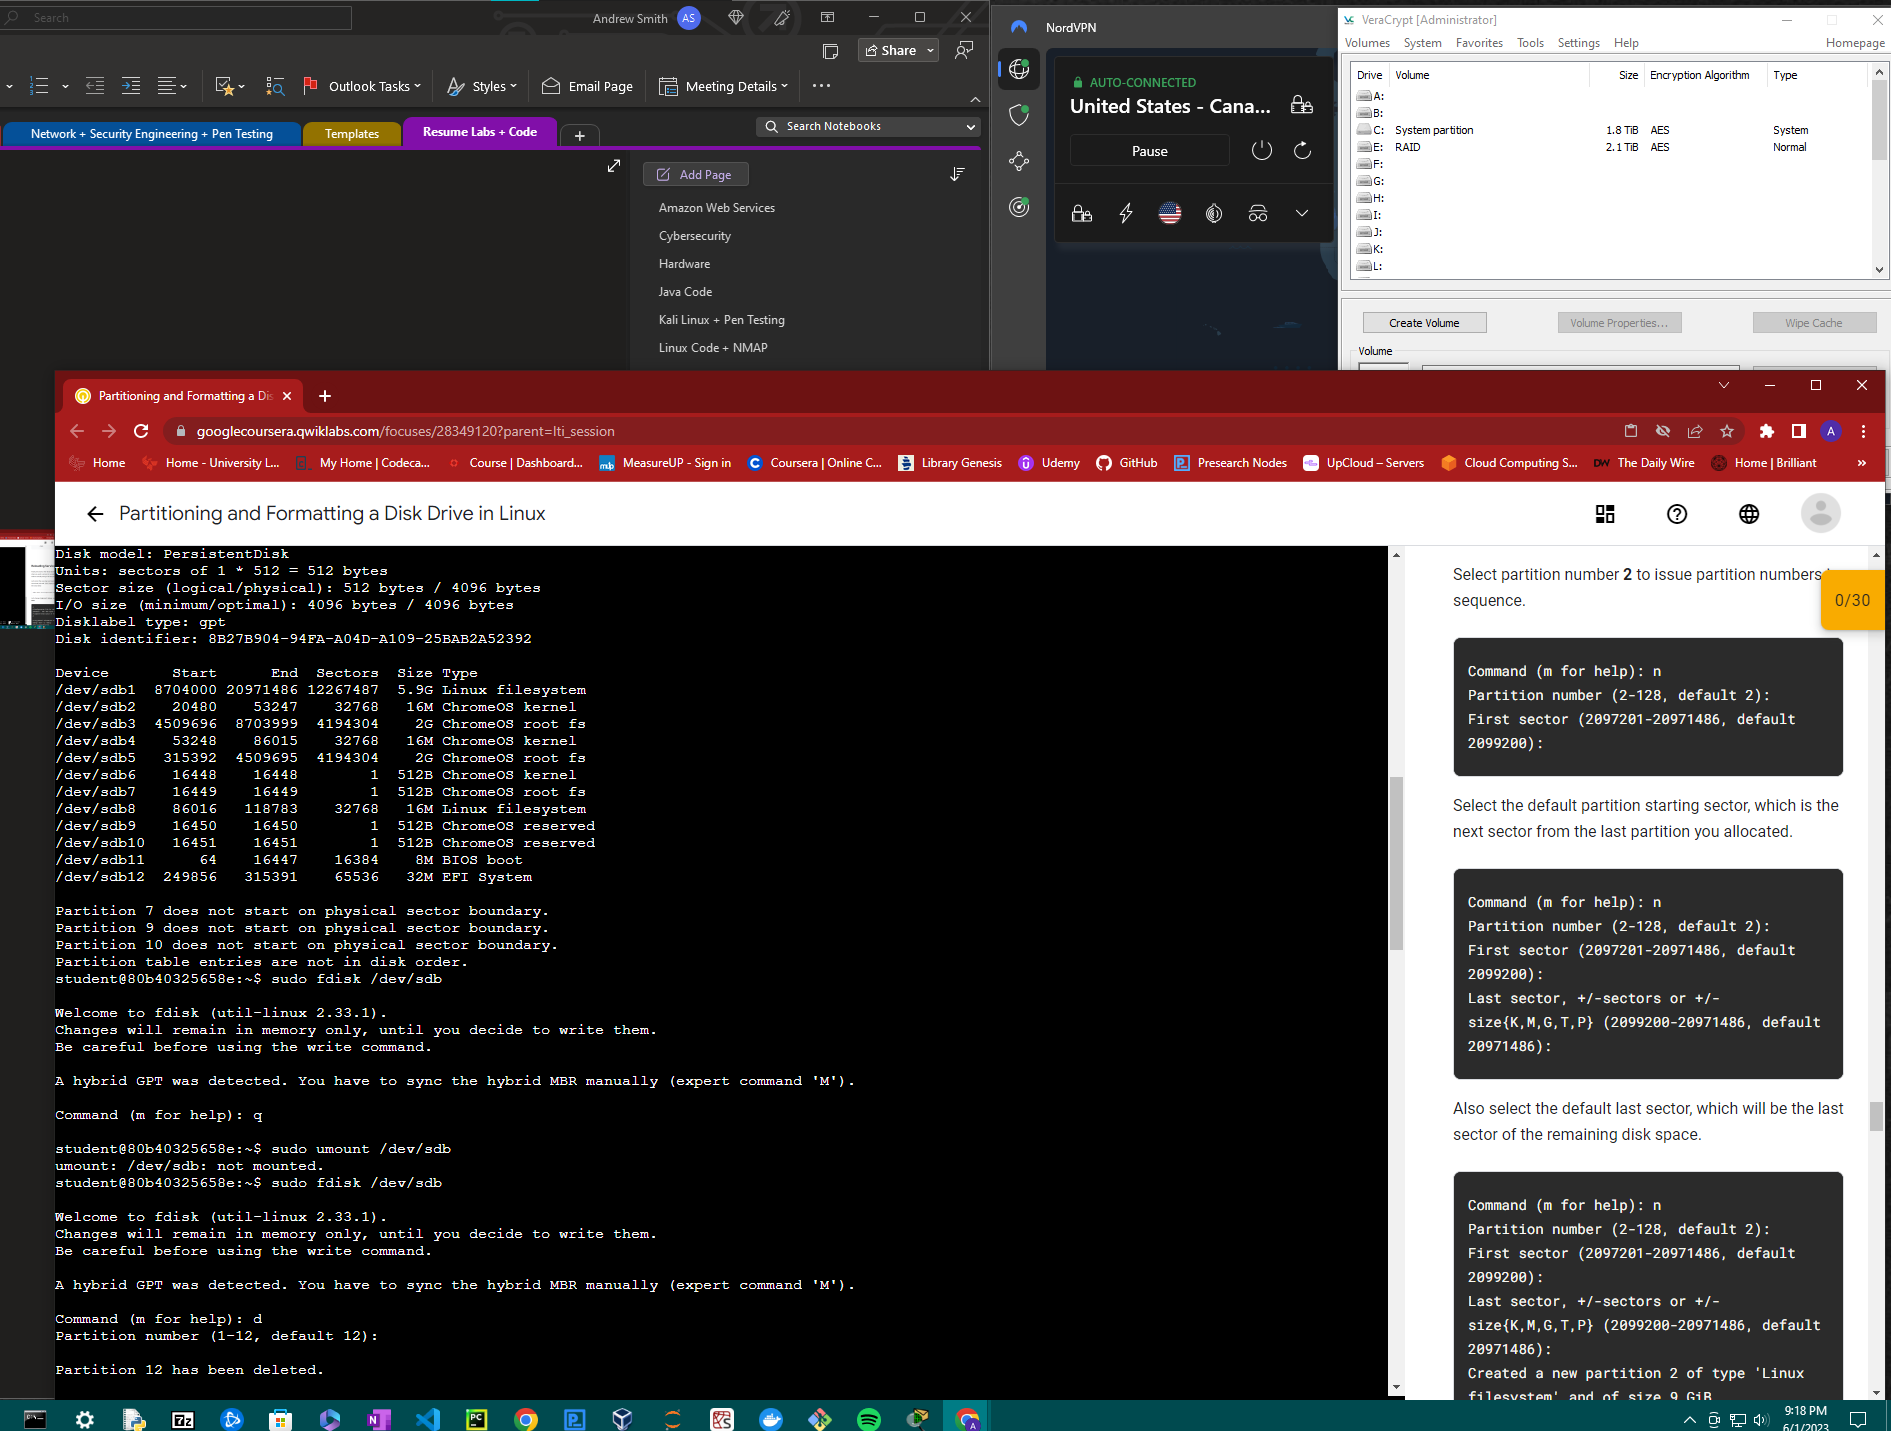 Search
Andrew Smith AS
Share
Outlook Tasks
Styles
Email Page
Meeting Details
Network + Security Engineering + Pen Testing
Templates
Resume Labs + Code
+
Search Notebooks
Add Page
Amazon Web Services
Cybersecurity
Hardware
Java Code
Kali Linux + Pen Testing
Linux Code + NMAP
NordVPN
AUTO-CONNECTED
United States - Cana...
Pause
VeraCrypt [Administrator]
Volumes System Favorites Tools Settings Help Homepage
Drive Volume Size Encryption Algorithm Type
A:
B:
C: System partition 1.8 TiB AES System
E: RAID 2.1 TiB AES Normal
F:
G:
H:
I:
J:
K:
L:
Create Volume Volume Properties... Wipe Cache
Volume
Partitioning and Formatting a Dis
googlecoursera.qwiklabs.com/focuses/28349120?parent=lti_session
A
Home
Home - University L...
My Home | Codeca...
Course | Dashboard...
MeasureUP - Sign in
Coursera | Online C...
Library Genesis
Udemy
GitHub
Presearch Nodes
UpCloud – Servers
Cloud Computing S...
DW The Daily Wire
Home | Brilliant
»
Partitioning and Formatting a Disk Drive in Linux
Disk model: PersistentDisk
Units: sectors of 1 * 512 = 512 bytes
Sector size (logical/physical): 512 bytes / 4096 bytes
I/O size (minimum/optimal): 4096 bytes / 4096 bytes
Disklabel type: gpt
Disk identifier: 8B27B904-94FA-A04D-A109-25BAB2A52392
Device Start End Sectors Size Type
/dev/sdb1 8704000 20971486 12267487 5.9G Linux filesystem
/dev/sdb2 20480 53247 32768 16M ChromeOS kernel
/dev/sdb3 4509696 8703999 4194304 2G ChromeOS root fs
/dev/sdb4 53248 86015 32768 16M ChromeOS kernel
/dev/sdb5 315392 4509695 4194304 2G ChromeOS root fs
/dev/sdb6 16448 16448 1 512B ChromeOS kernel
/dev/sdb7 16449 16449 1 512B ChromeOS root fs
/dev/sdb8 86016 118783 32768 16M Linux filesystem
/dev/sdb9 16450 16450 1 512B ChromeOS reserved
/dev/sdb10 16451 16451 1 512B ChromeOS reserved
/dev/sdb11 64 16447 16384 8M BIOS boot
/dev/sdb12 249856 315391 65536 32M EFI System
Partition 7 does not start on physical sector boundary.
Partition 9 does not start on physical sector boundary.
Partition 10 does not start on physical sector boundary.
Partition table entries are not in disk order.
student@80b40325658e:~$ sudo fdisk /dev/sdb
Welcome to fdisk (util-linux 2.33.1).
Changes will remain in memory only, until you decide to write them.
Be careful before using the write command.
A hybrid GPT was detected. You have to sync the hybrid MBR manually (expert command 'M').
Command (m for help): q
student@80b40325658e:~$ sudo umount /dev/sdb
umount: /dev/sdb: not mounted.
student@80b40325658e:~$ sudo fdisk /dev/sdb
Welcome to fdisk (util-linux 2.33.1).
Changes will remain in memory only, until you decide to write them.
Be careful before using the write command.
A hybrid GPT was detected. You have to sync the hybrid MBR manually (expert command 'M').
Command (m for help): d
Partition number (1-12, default 12):
Partition 12 has been deleted.
Select partition number 2 to issue partition numbers
sequence.
0/30
Command (m for help): n
Partition number (2-128, default 2):
First sector (2097201-20971486, default
2099200):
Select the default partition starting sector, which is the
next sector from the last partition you allocated.
Command (m for help): n
Partition number (2-128, default 2):
First sector (2097201-20971486, default
2099200):
Last sector, +/-sectors or +/-
size{K,M,G,T,P} (2099200-20971486, default
20971486):
Also select the default last sector, which will be the last
sector of the remaining disk space.
Command (m for help): n
Partition number (2-128, default 2):
First sector (2097201-20971486, default
2099200):
Last sector, +/-sectors or +/-
size{K,M,G,T,P} (2099200-20971486, default
20971486):
Created a new partition 2 of type 'Linux
filesystem' and of size 9 GiB
9:18 PM
6/1/2023